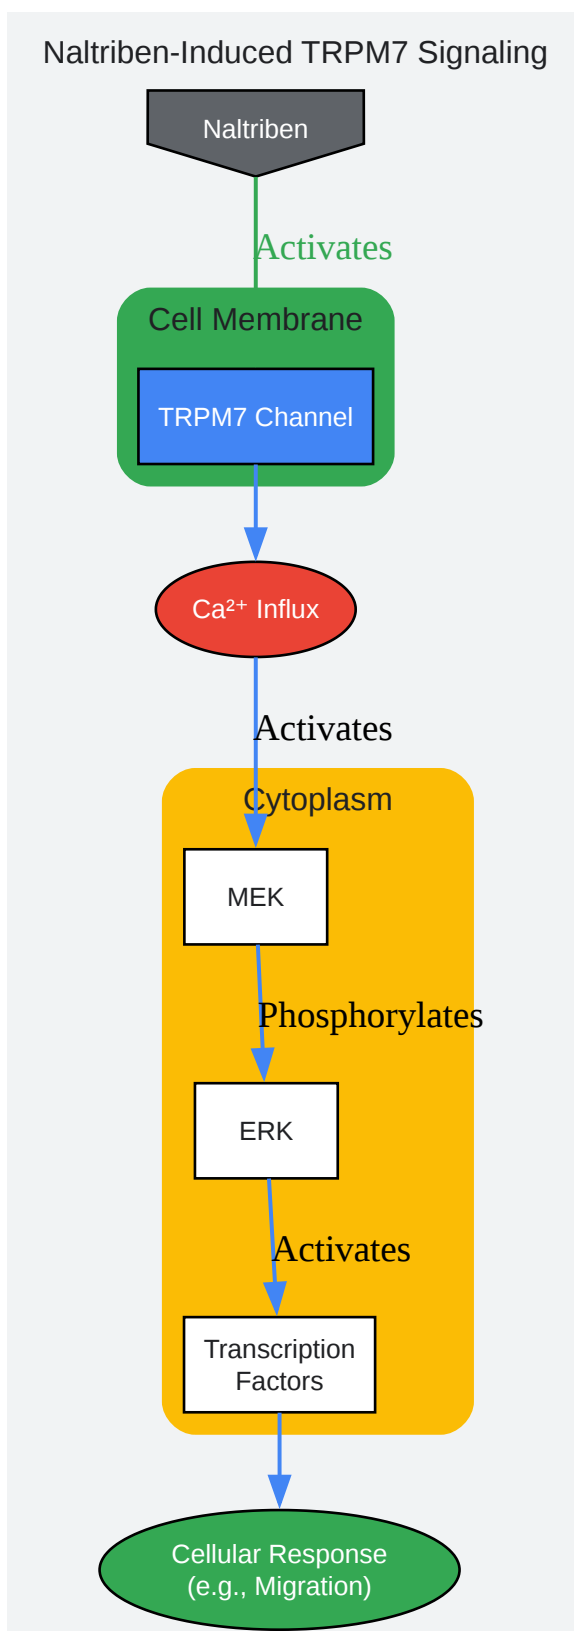 Naltriben-Induced TRPM7 Signaling
Naltriben
Activates
Cell Membrane
TRPM7 Channel
Ca²⁺ Influx
Activates
Cytoplasm
MEK
Phosphorylates
ERK
Activates
Transcription
Factors
Cellular Response
(e.g., Migration)